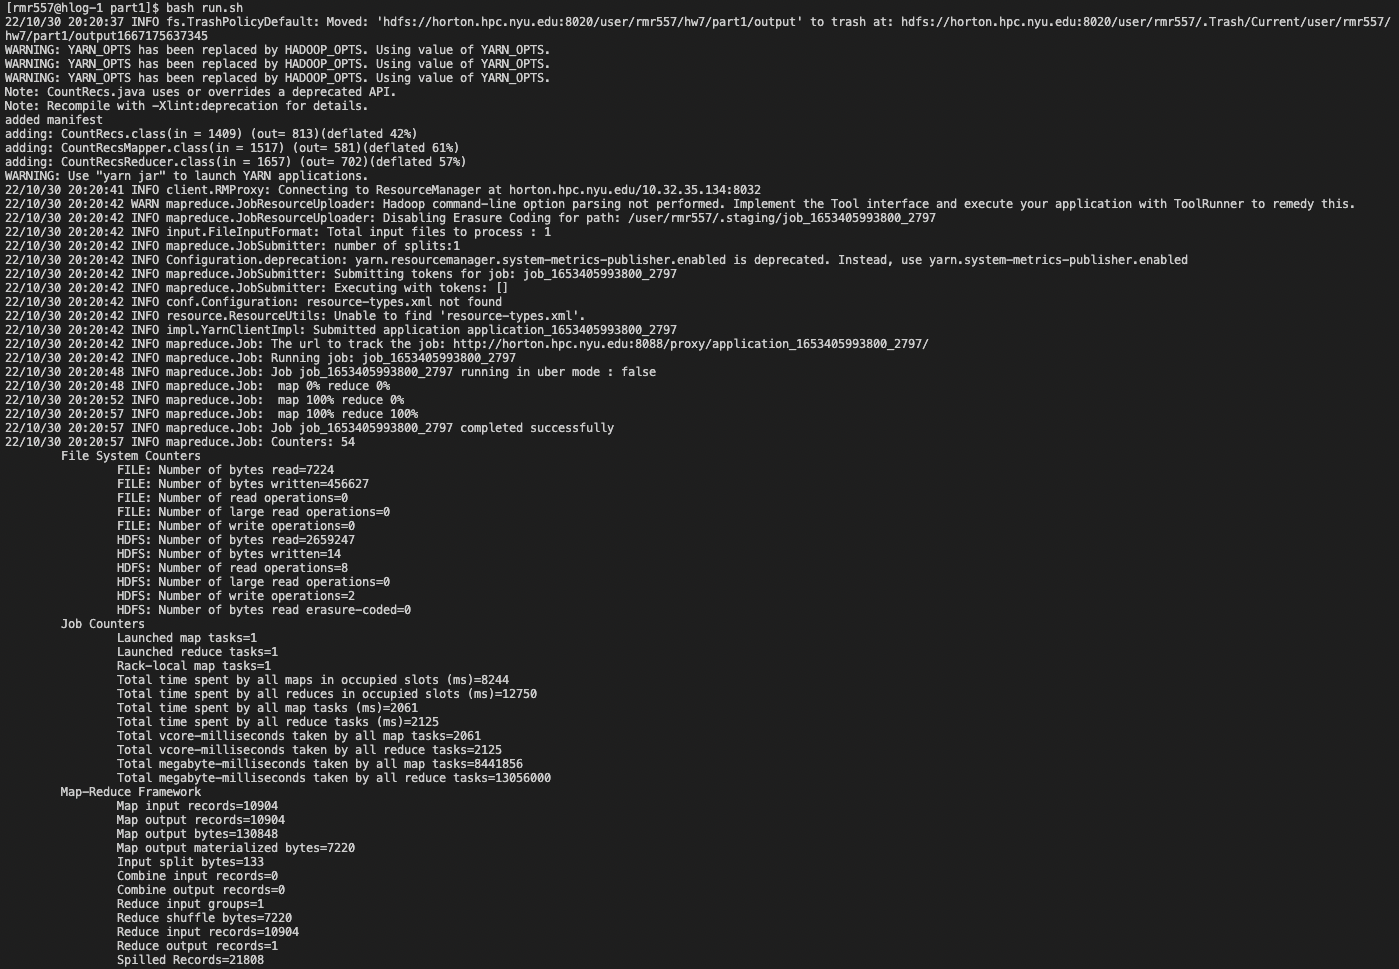 [rmr557@hlog-1 part1]$ bash run.sh
22/10/30 20:20:37 INFO fs.TrashPolicyDefault: Moved: 'hdfs://horton.hpc.nyu.edu:8020/user/rmr557/hw7/part1/output' to trash at: hdfs://horton.hpc.nyu.edu:8020/user/rmr557/.Trash/Current/user/rmr557/
hw7/part1/output1667175637345
WARNING: YARN_OPTS has been replaced by HADOOP_OPTS. Using value of YARN_OPTS.
WARNING: YARN_OPTS has been replaced by HADOOP_OPTS. Using value of YARN_OPTS.
WARNING: YARN_OPTS has been replaced by HADOOP_OPTS. Using value of YARN_OPTS.
Note: CountRecs.java uses or overrides a deprecated API.
Note: Recompile with -Xlint:deprecation for details.
added manifest
adding: CountRecs.class(in = 1409) (out= 813)(deflated 42%)
adding: CountRecsMapper.class(in = 1517) (out= 581)(deflated 61%)
adding: CountRecsReducer.class(in = 1657) (out= 702)(deflated 57%)
WARNING: Use "yarn jar" to launch YARN applications.
22/10/30 20:20:41 INFO client.RMProxy: Connecting to ResourceManager at horton.hpc.nyu.edu/10.32.35.134:8032
22/10/30 20:20:42 WARN mapreduce.JobResourceUploader: Hadoop command-line option parsing not performed. Implement the Tool interface and execute your application with ToolRunner to remedy this.
22/10/30 20:20:42 INFO mapreduce.JobResourceUploader: Disabling Erasure Coding for path: /user/rmr557/.staging/job_1653405993800_2797
22/10/30 20:20:42 INFO input.FileInputFormat: Total input files to process : 1
22/10/30 20:20:42 INFO mapreduce.JobSubmitter: number of splits:1
22/10/30 20:20:42 INFO Configuration.deprecation: yarn.resourcemanager.system-metrics-publisher.enabled is deprecated. Instead, use yarn.system-metrics-publisher.enabled
22/10/30 20:20:42 INFO mapreduce.JobSubmitter: Submitting tokens for job: job_1653405993800_2797
22/10/30 20:20:42 INFO mapreduce.JobSubmitter: Executing with tokens: []
22/10/30 20:20:42 INFO conf.Configuration: resource-types.xml not found
22/10/30 20:20:42 INFO resource.ResourceUtils: Unable to find 'resource-types.xml'.
22/10/30 20:20:42 INFO impl.YarnClientImpl: Submitted application application_1653405993800_2797
22/10/30 20:20:42 INFO mapreduce.Job: The url to track the job: http://horton.hpc.nyu.edu:8088/proxy/application_1653405993800_2797/
22/10/30 20:20:42 INFO mapreduce.Job: Running job: job_1653405993800_2797
22/10/30 20:20:48 INFO mapreduce.Job: Job job_1653405993800_2797 running in uber mode : false
22/10/30 20:20:48 INFO mapreduce.Job:  map 0% reduce 0%
22/10/30 20:20:52 INFO mapreduce.Job:  map 100% reduce 0%
22/10/30 20:20:57 INFO mapreduce.Job:  map 100% reduce 100%
22/10/30 20:20:57 INFO mapreduce.Job: Job job_1653405993800_2797 completed successfully
22/10/30 20:20:57 INFO mapreduce.Job: Counters: 54
File System Counters
FILE: Number of bytes read=7224
FILE: Number of bytes written=456627
FILE: Number of read operations=0
FILE: Number of large read operations=0
FILE: Number of write operations=0
HDFS: Number of bytes read=2659247
HDFS: Number of bytes written=14
HDFS: Number of read operations=8
HDFS: Number of large read operations=0
HDFS: Number of write operations=2
HDFS: Number of bytes read erasure-coded=0
Job Counters
Launched map tasks=1
Launched reduce tasks=1
Rack-local map tasks=1
Total time spent by all maps in occupied slots (ms)=8244
Total time spent by all reduces in occupied slots (ms)=12750
Total time spent by all map tasks (ms)=2061
Total time spent by all reduce tasks (ms)=2125
Total vcore-milliseconds taken by all map tasks=2061
Total vcore-milliseconds taken by all reduce tasks=2125
Total megabyte-milliseconds taken by all map tasks=8441856
Total megabyte-milliseconds taken by all reduce tasks=13056000
Map-Reduce Framework
Map input records=10904
Map output records=10904
Map output bytes=130848
Map output materialized bytes=7220
Input split bytes=133
Combine input records=0
Combine output records=0
Reduce input groups=1
Reduce shuffle bytes=7220
Reduce input records=10904
Reduce output records=1
Spilled Records=21808